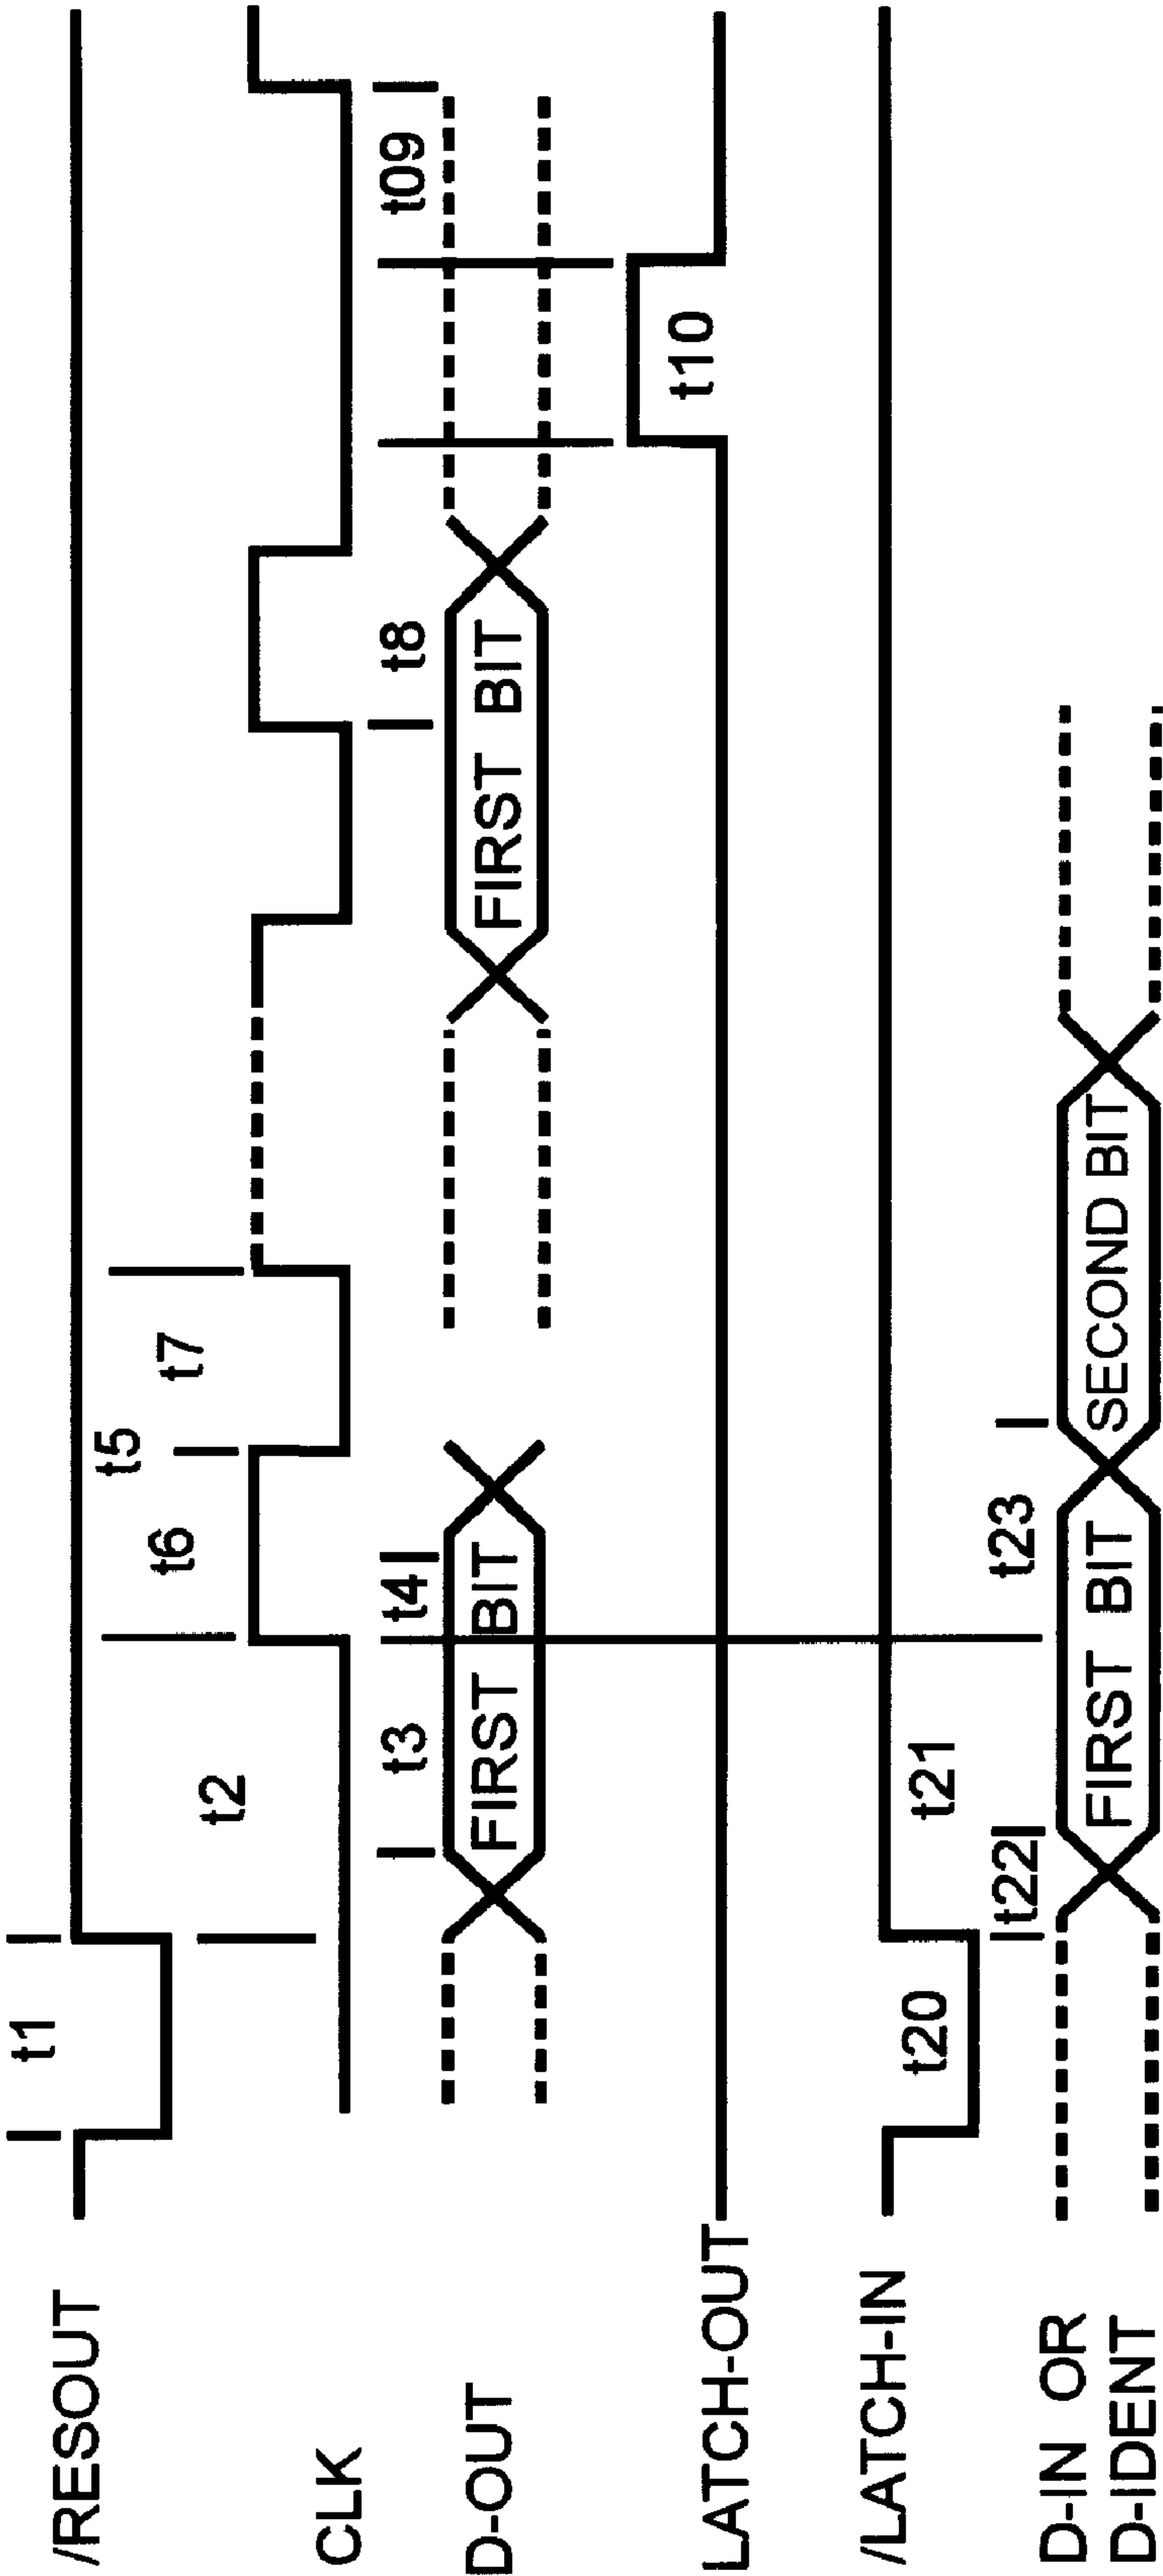 t1
/RESOUT
t5
t2 t6 t7
CLK
t3 t4 t8 t09
D-OUT FIRST BIT FIRST BIT
t10
LATCH-OUT
/LATCH-IN
t20 t21
t22 t23
D-IN OR
D-IDENT
FIRST BIT SECOND BIT